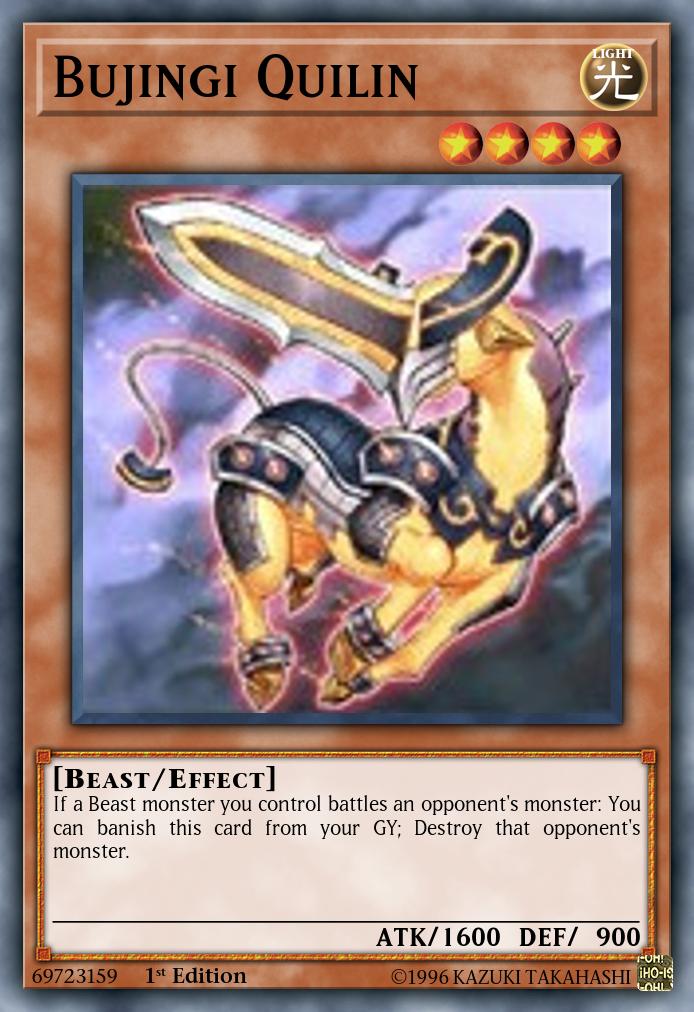 Bujingi Quilin
LIGHT
光
[Beast/Effect]
If a Beast monster you control battles an opponent's monster: You
can banish this card from your GY; Destroy that opponent's
monster.
ATK/1600 DEF/ 900
69723159 1st Edition ©1996 KAZUKI TAKAHASHI